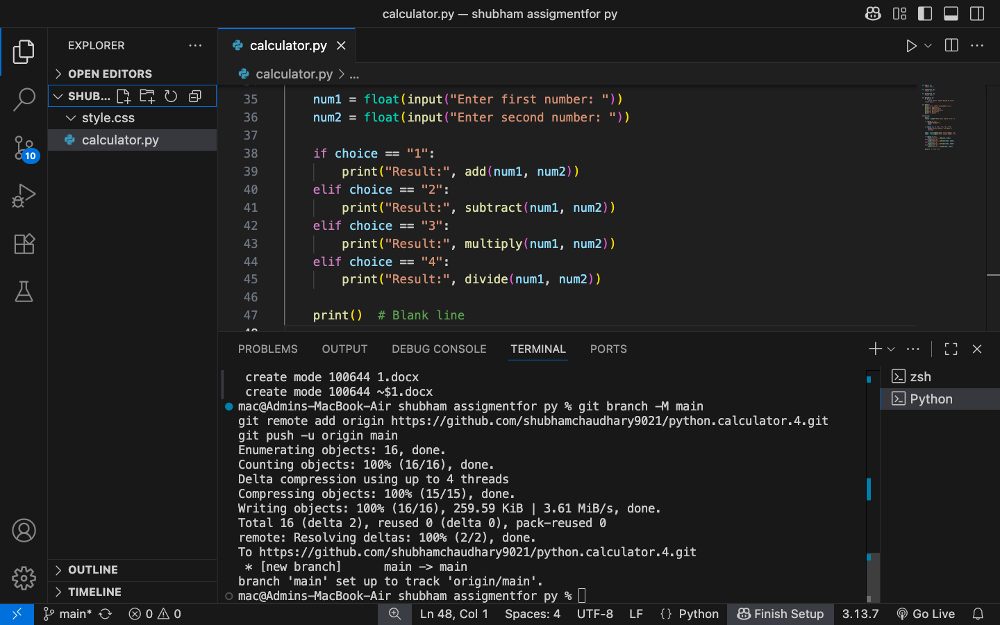 calculator.py — shubham assigmentfor py
EXPLORER
OPEN EDITORS
SHUB...
style.css
calculator.py
10
OUTLINE
TIMELINE
calculator.py
calculator.py > ...
35 num1 = float(input("Enter first number: "))
36 num2 = float(input("Enter second number: "))
37
38 if choice == "1":
39 print("Result:", add(num1, num2))
40 elif choice == "2":
41 print("Result:", subtract(num1, num2))
42 elif choice == "3":
43 print("Result:", multiply(num1, num2))
44 elif choice == "4":
45 print("Result:", divide(num1, num2))
46
47 print() # Blank line
PROBLEMS OUTPUT DEBUG CONSOLE TERMINAL PORTS
create mode 100644 1.docx
create mode 100644 ~$1.docx
mac@Admins-MacBook-Air shubham assigmentfor py % git branch -M main
git remote add origin https://github.com/shubhamchaudhary9021/python.calculator.4.git
git push -u origin main
Enumerating objects: 16, done.
Counting objects: 100% (16/16), done.
Delta compression using up to 4 threads
Compressing objects: 100% (15/15), done.
Writing objects: 100% (16/16), 259.59 KiB | 3.61 MiB/s, done.
Total 16 (delta 2), reused 0 (delta 0), pack-reused 0
remote: Resolving deltas: 100% (2/2), done.
To https://github.com/shubhamchaudhary9021/python.calculator.4.git
* [new branch] main -> main
branch 'main' set up to track 'origin/main'.
mac@Admins-MacBook-Air shubham assigmentfor py %
zsh
Python
main* 0 0 Ln 48, Col 1 Spaces: 4 UTF-8 LF {} Python Finish Setup 3.13.7 Go Live